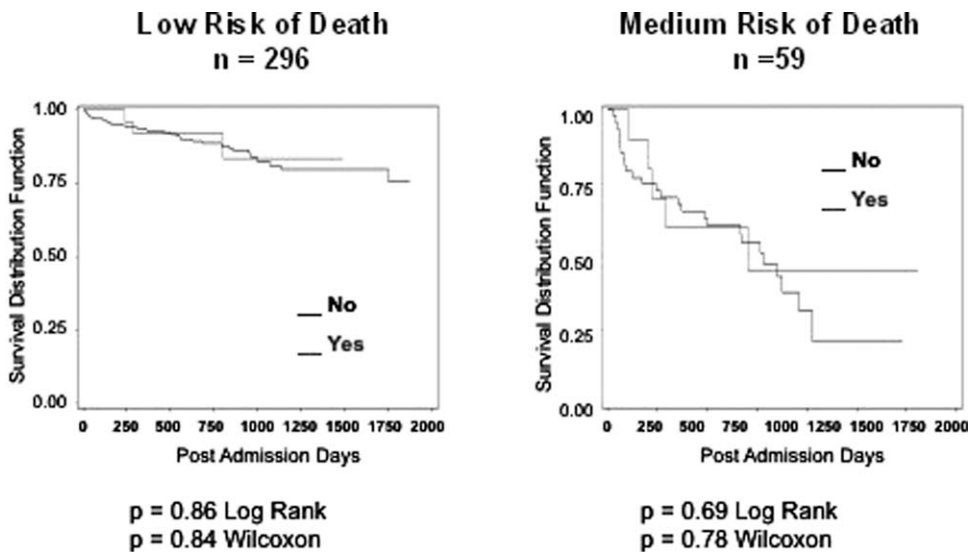 Low Risk of Death
n = 296
Survival Distribution Function
1.00
0.75
0.50
0.25
0.00
No
Yes
0 250 500 750 1000 1250 1500 1750 2000
Post Admission Days
p = 0.86 Log Rank
p = 0.84 Wilcoxon
Medium Risk of Death
n =59
Survival Distribution Function
1.00
0.75
0.50
0.25
0.00
No
Yes
0 250 500 750 1000 1250 1500 1750 2000
Post Admission Days
p = 0.69 Log Rank
p = 0.78 Wilcoxon